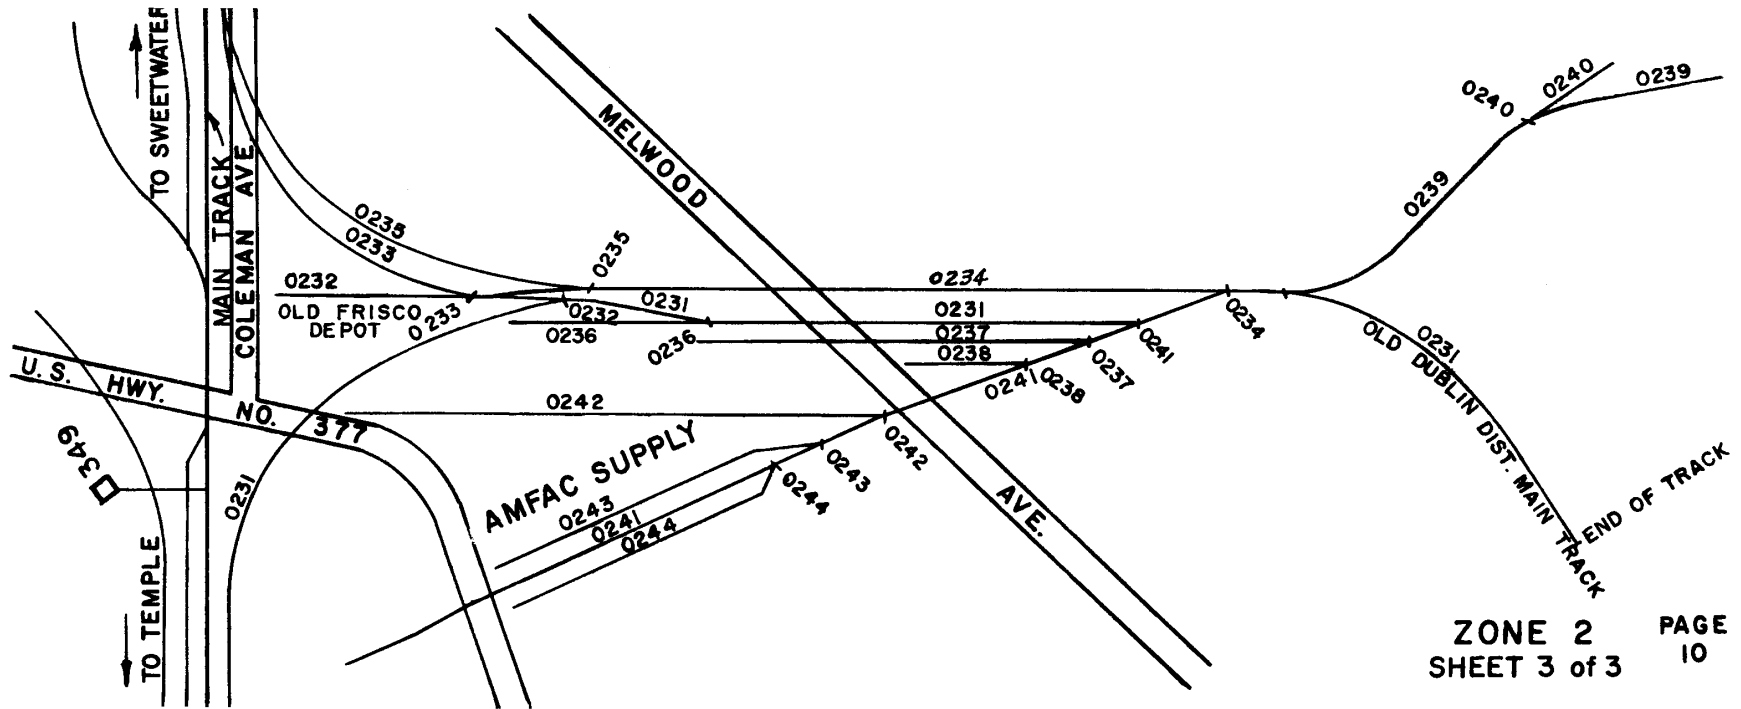 TO SWEETWATER
MAIN TRACK
COLEMAN AVE.
MELWOOD
AVE.
0240
0240
0239
0239
0235
0233
0235
0232
OLD FRISCO
DEPOT
0233
0231
0232
0236
0236
0234
0231
0237
0238
0241
0238
0237
0241
0234
0231
OLD DUBLIN DIST. MAIN TRACK
END OF TRACK
U.S. HWY. NO. 377
0242
0242
0349
0231
AMFAC SUPPLY
0243
0241
0244
0243
0244
TO TEMPLE
ZONE 2
SHEET 3 of 3
PAGE
10